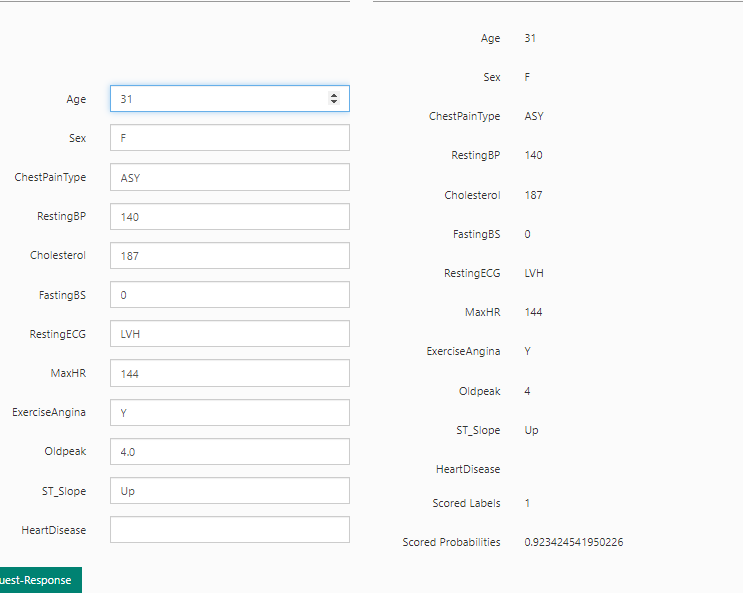 Age 31
Sex F
ChestPainType ASY
RestingBP 140
Cholesterol 187
FastingBS 0
RestingECG LVH
MaxHR 144
ExerciseAngina Y
Oldpeak 4.0
ST_Slope Up
HeartDisease
uest-Response
Age 31
Sex F
ChestPainType ASY
RestingBP 140
Cholesterol 187
FastingBS 0
RestingECG LVH
MaxHR 144
ExerciseAngina Y
Oldpeak 4
ST_Slope Up
HeartDisease
Scored Labels 1
Scored Probabilities 0.923424541950226